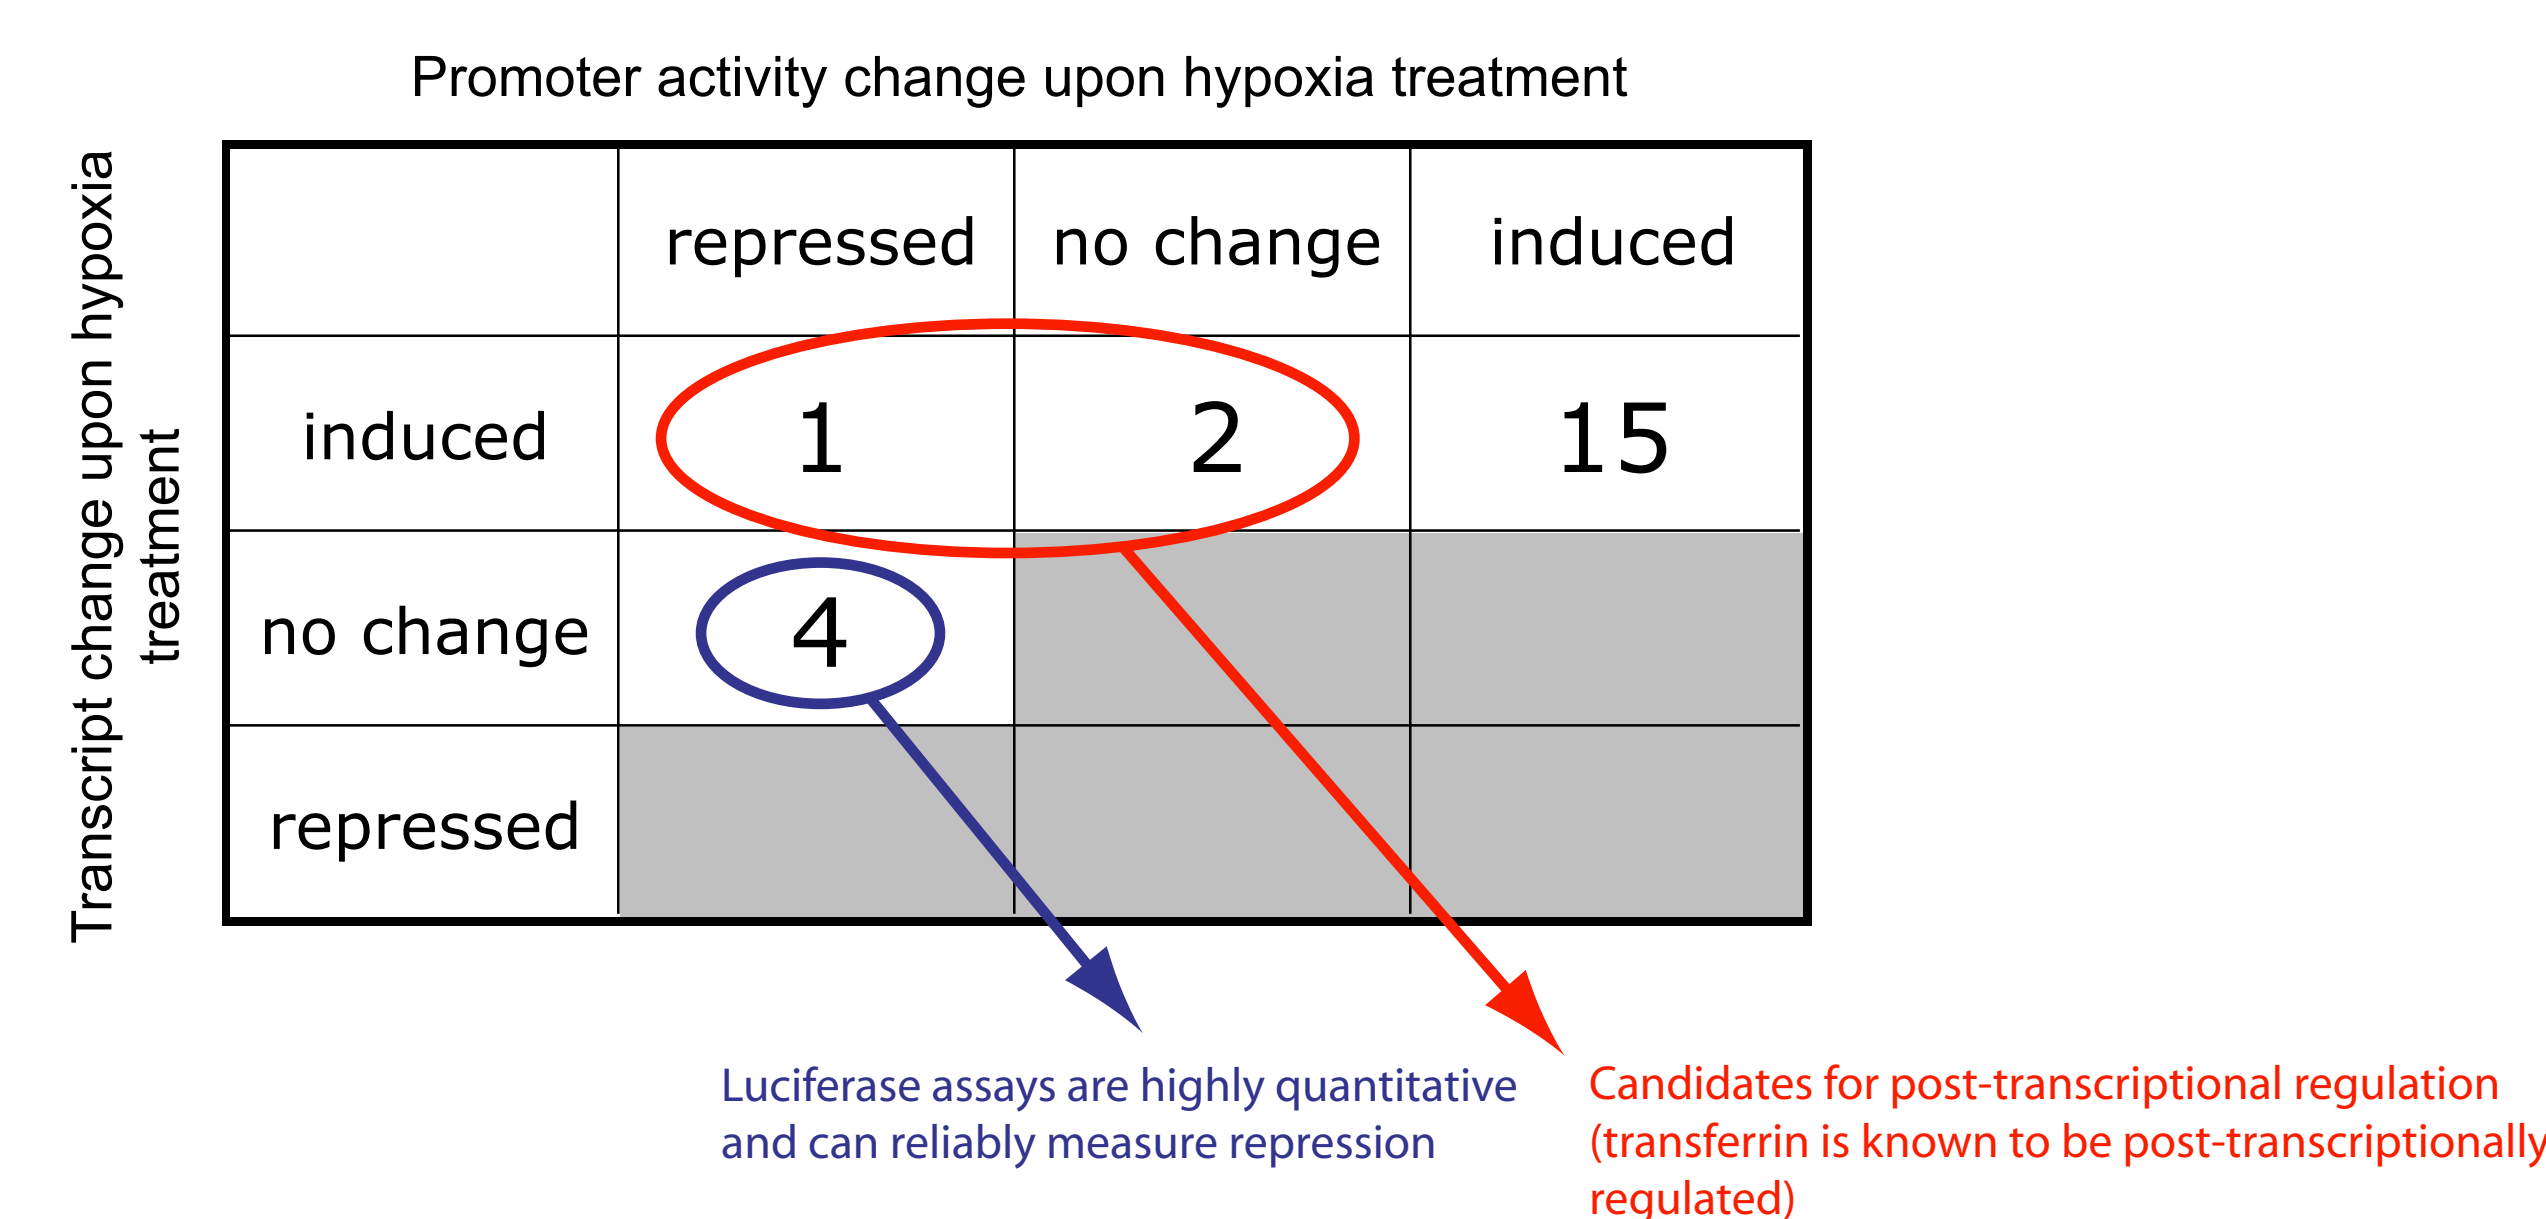 Promoter activity change upon hypoxia treatment
Transcript change upon hypoxia
treatment
repressed no change induced
induced 1 2 15
no change 4
repressed
Luciferase assays are highly quantitative
and can reliably measure repression
Candidates for post-transcriptional regulation
(transferrin is known to be post-transcriptionally
regulated)